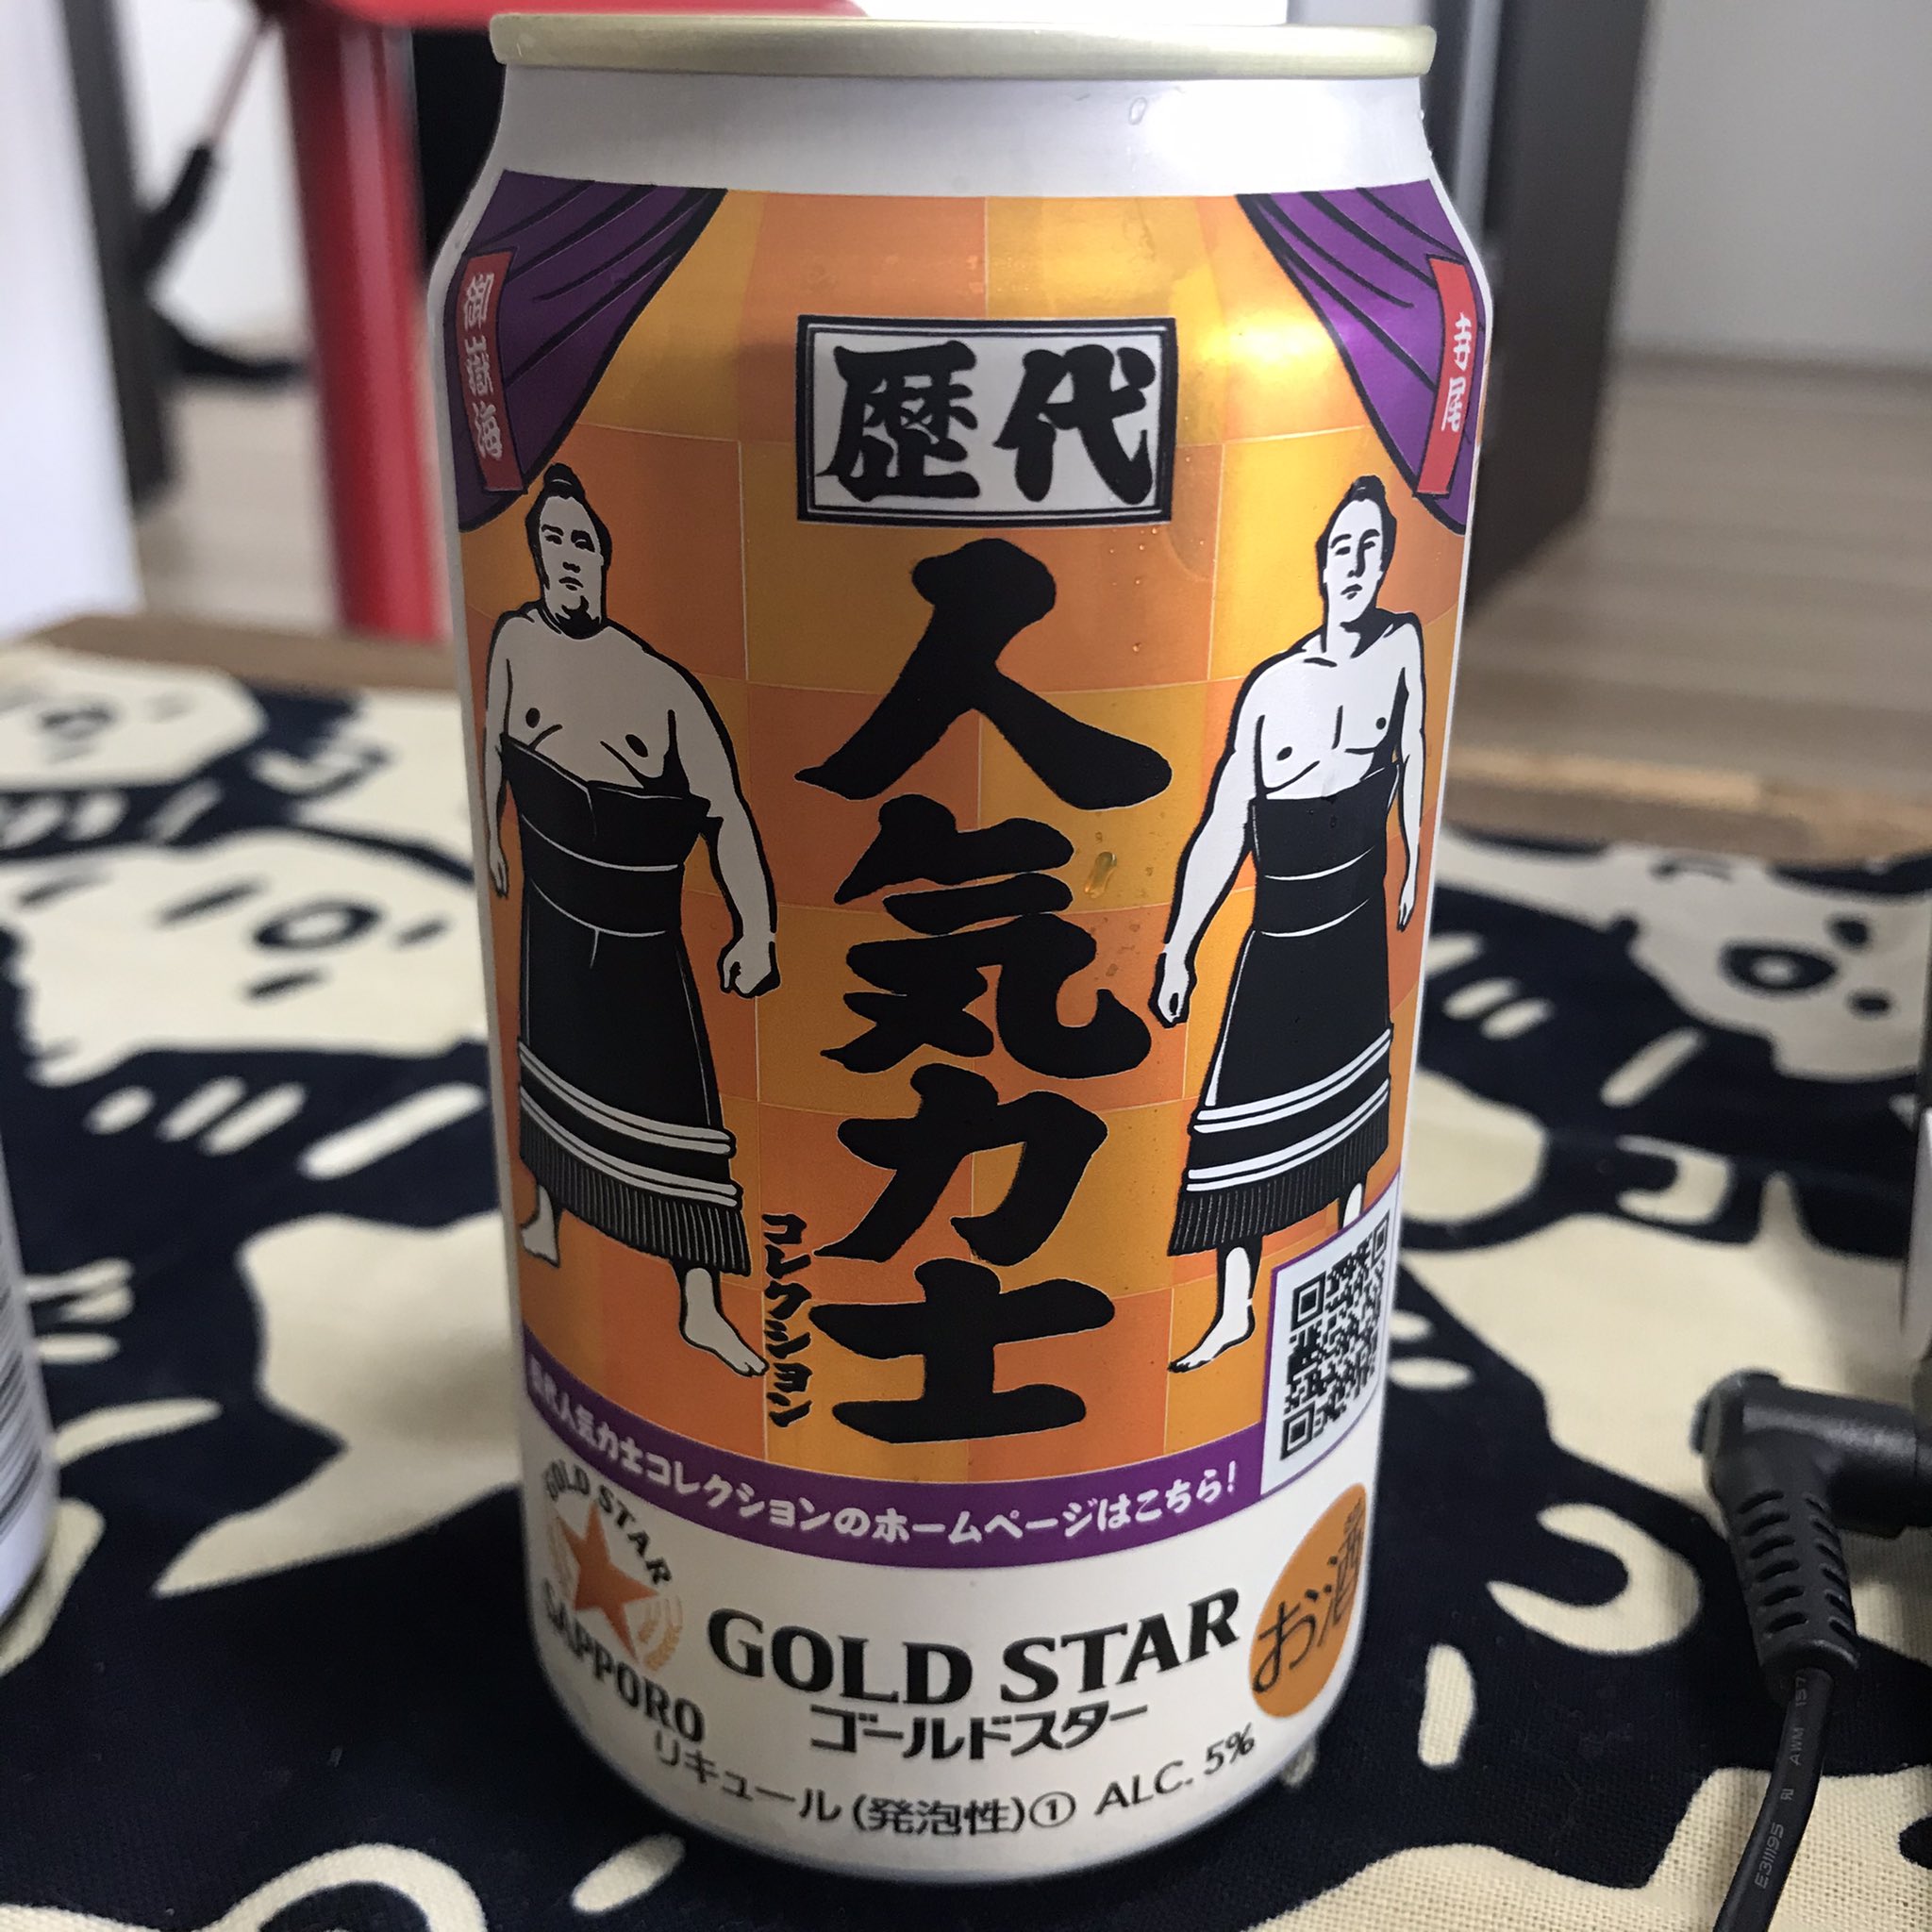 御嶽海
寺尾
歴代
人気力士
コレクション
歴代人気力士コレクションのホームページはこちら!
GOLD STAR
SAPPORO
GOLD STAR
ゴールドスター
お酒
リキュール(発泡性)① ALC. 5%
AWM
E311195